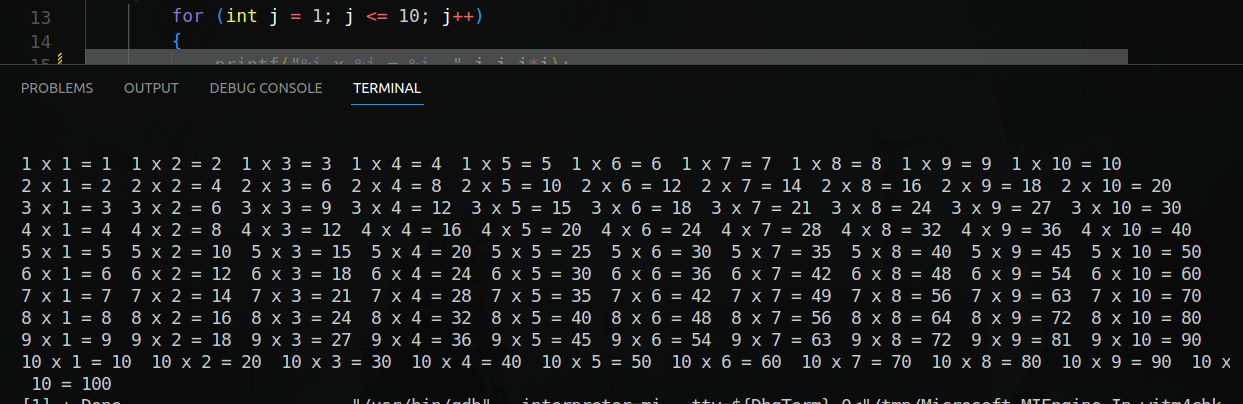 13 for (int j = 1; j <= 10; j++)
14 {
15 printf("%i x %i = %i  ",
PROBLEMS OUTPUT DEBUG CONSOLE TERMINAL
1 x 1 = 1  1 x 2 = 2  1 x 3 = 3  1 x 4 = 4  1 x 5 = 5  1 x 6 = 6  1 x 7 = 7  1 x 8 = 8  1 x 9 = 9  1 x 10 = 10
2 x 1 = 2  2 x 2 = 4  2 x 3 = 6  2 x 4 = 8  2 x 5 = 10  2 x 6 = 12  2 x 7 = 14  2 x 8 = 16  2 x 9 = 18  2 x 10 = 20
3 x 1 = 3  3 x 2 = 6  3 x 3 = 9  3 x 4 = 12  3 x 5 = 15  3 x 6 = 18  3 x 7 = 21  3 x 8 = 24  3 x 9 = 27  3 x 10 = 30
4 x 1 = 4  4 x 2 = 8  4 x 3 = 12  4 x 4 = 16  4 x 5 = 20  4 x 6 = 24  4 x 7 = 28  4 x 8 = 32  4 x 9 = 36  4 x 10 = 40
5 x 1 = 5  5 x 2 = 10  5 x 3 = 15  5 x 4 = 20  5 x 5 = 25  5 x 6 = 30  5 x 7 = 35  5 x 8 = 40  5 x 9 = 45  5 x 10 = 50
6 x 1 = 6  6 x 2 = 12  6 x 3 = 18  6 x 4 = 24  6 x 5 = 30  6 x 6 = 36  6 x 7 = 42  6 x 8 = 48  6 x 9 = 54  6 x 10 = 60
7 x 1 = 7  7 x 2 = 14  7 x 3 = 21  7 x 4 = 28  7 x 5 = 35  7 x 6 = 42  7 x 7 = 49  7 x 8 = 56  7 x 9 = 63  7 x 10 = 70
8 x 1 = 8  8 x 2 = 16  8 x 3 = 24  8 x 4 = 32  8 x 5 = 40  8 x 6 = 48  8 x 7 = 56  8 x 8 = 64  8 x 9 = 72  8 x 10 = 80
9 x 1 = 9  9 x 2 = 18  9 x 3 = 27  9 x 4 = 36  9 x 5 = 45  9 x 6 = 54  9 x 7 = 63  9 x 8 = 72  9 x 9 = 81  9 x 10 = 90
10 x 1 = 10  10 x 2 = 20  10 x 3 = 30  10 x 4 = 40  10 x 5 = 50  10 x 6 = 60  10 x 7 = 70  10 x 8 = 80  10 x 9 = 90  10 x
10 = 100
[1] + Done "/usr/bin/gdb" --interpreter=mi --tty=${DbgTerm} 0<"/tmp/Microsoft-MIEngine-In-